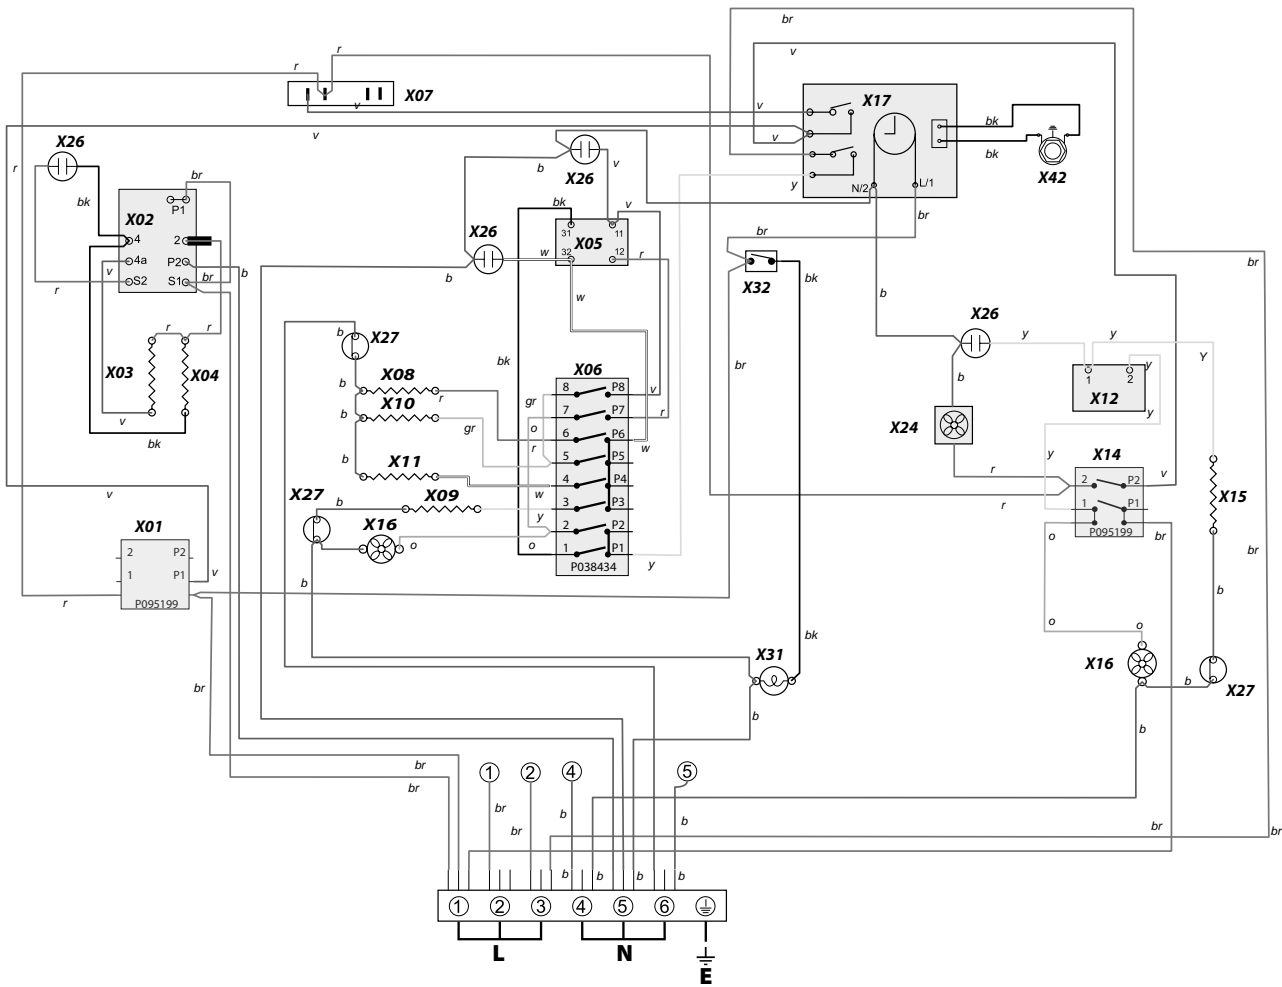 br
v
r
r
X07
v
v
X17
bk
v
v
bk
X42
X26
v
b
X26
y
N/2
L/1
r
br
bk
P1
X02
4
2
4a
P2
v
b
S2
S1
br
r
bk
v
31
11
X05
32
12
w
r
X26
b
w
br
br
X32
bk
br
b
X26
y
y
Y
r
r
X03
X04
v
bk
b
X27
bk
br
X06
b
X08
r
X10
b
gr
b
X11
8
P8
v
gr
7
P7
r
o
6
P6
w
r
5
P5
4
P4
w
3
P3
y
2
P2
o
1
P1
y
P038434
b
X24
1
2
y
X12
y
y
r
X14
2
P2
v
r
1
P1
P095199
o
br
X15
br
b
X27
b
X09
X16
o
b
v
X01
2
P2
1
P1
v
P095199
r
br
bk
X31
b
o
o
X16
b
X27
b
br
br
1
2
4
5
br
br
b
b
br
br
b
b
b
b
1
2
3
4
5
6
L
N
E